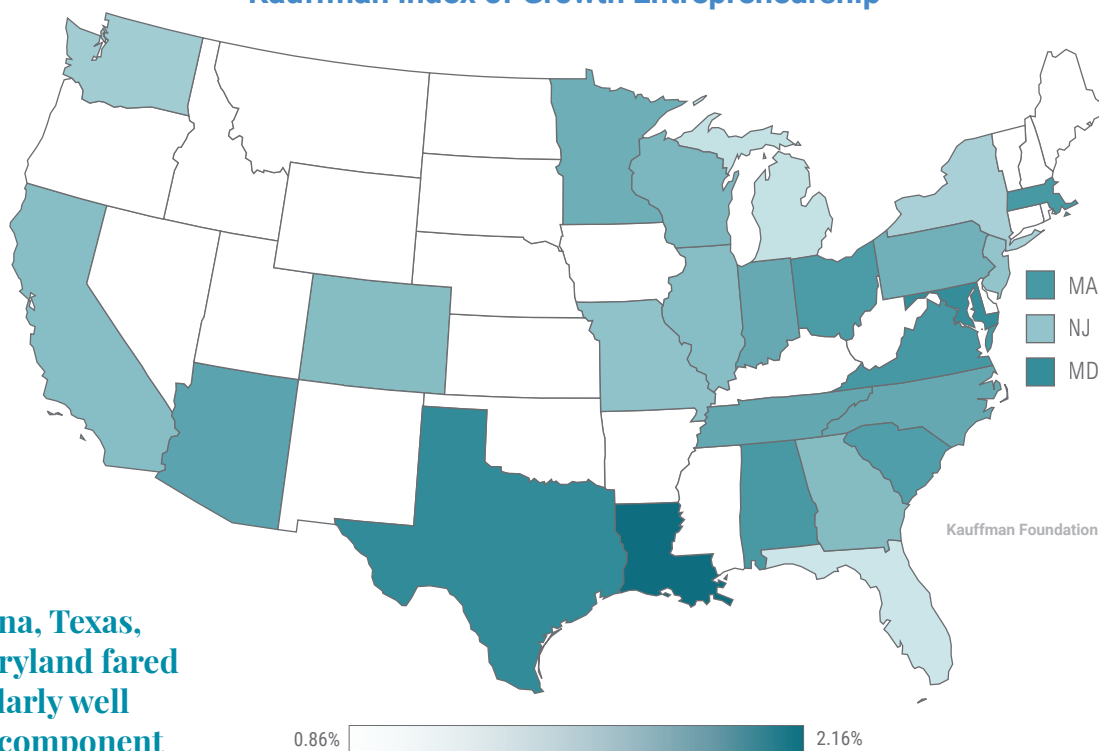 Kauffman Index of Growth Entrepreneurship
MA
NJ
MD
Kauffman Foundation
na, Texas,
ryland fared
larly well
component
0.86%
2.16%